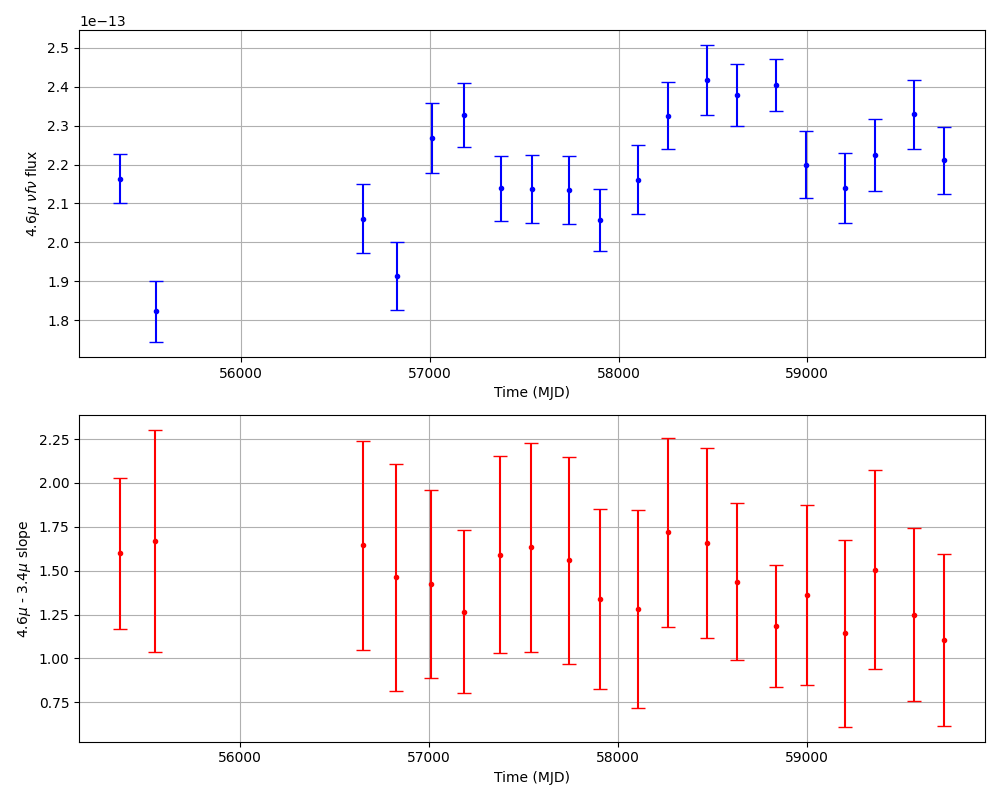 1e−13
2.5
2.4
2.3
2.2
2.1
2.0
1.9
1.8
4.6μ νfν flux
56000 57000 58000 59000
Time (MJD)
2.25
2.00
1.75
1.50
1.25
1.00
0.75
4.6μ - 3.4μ slope
56000 57000 58000 59000
Time (MJD)